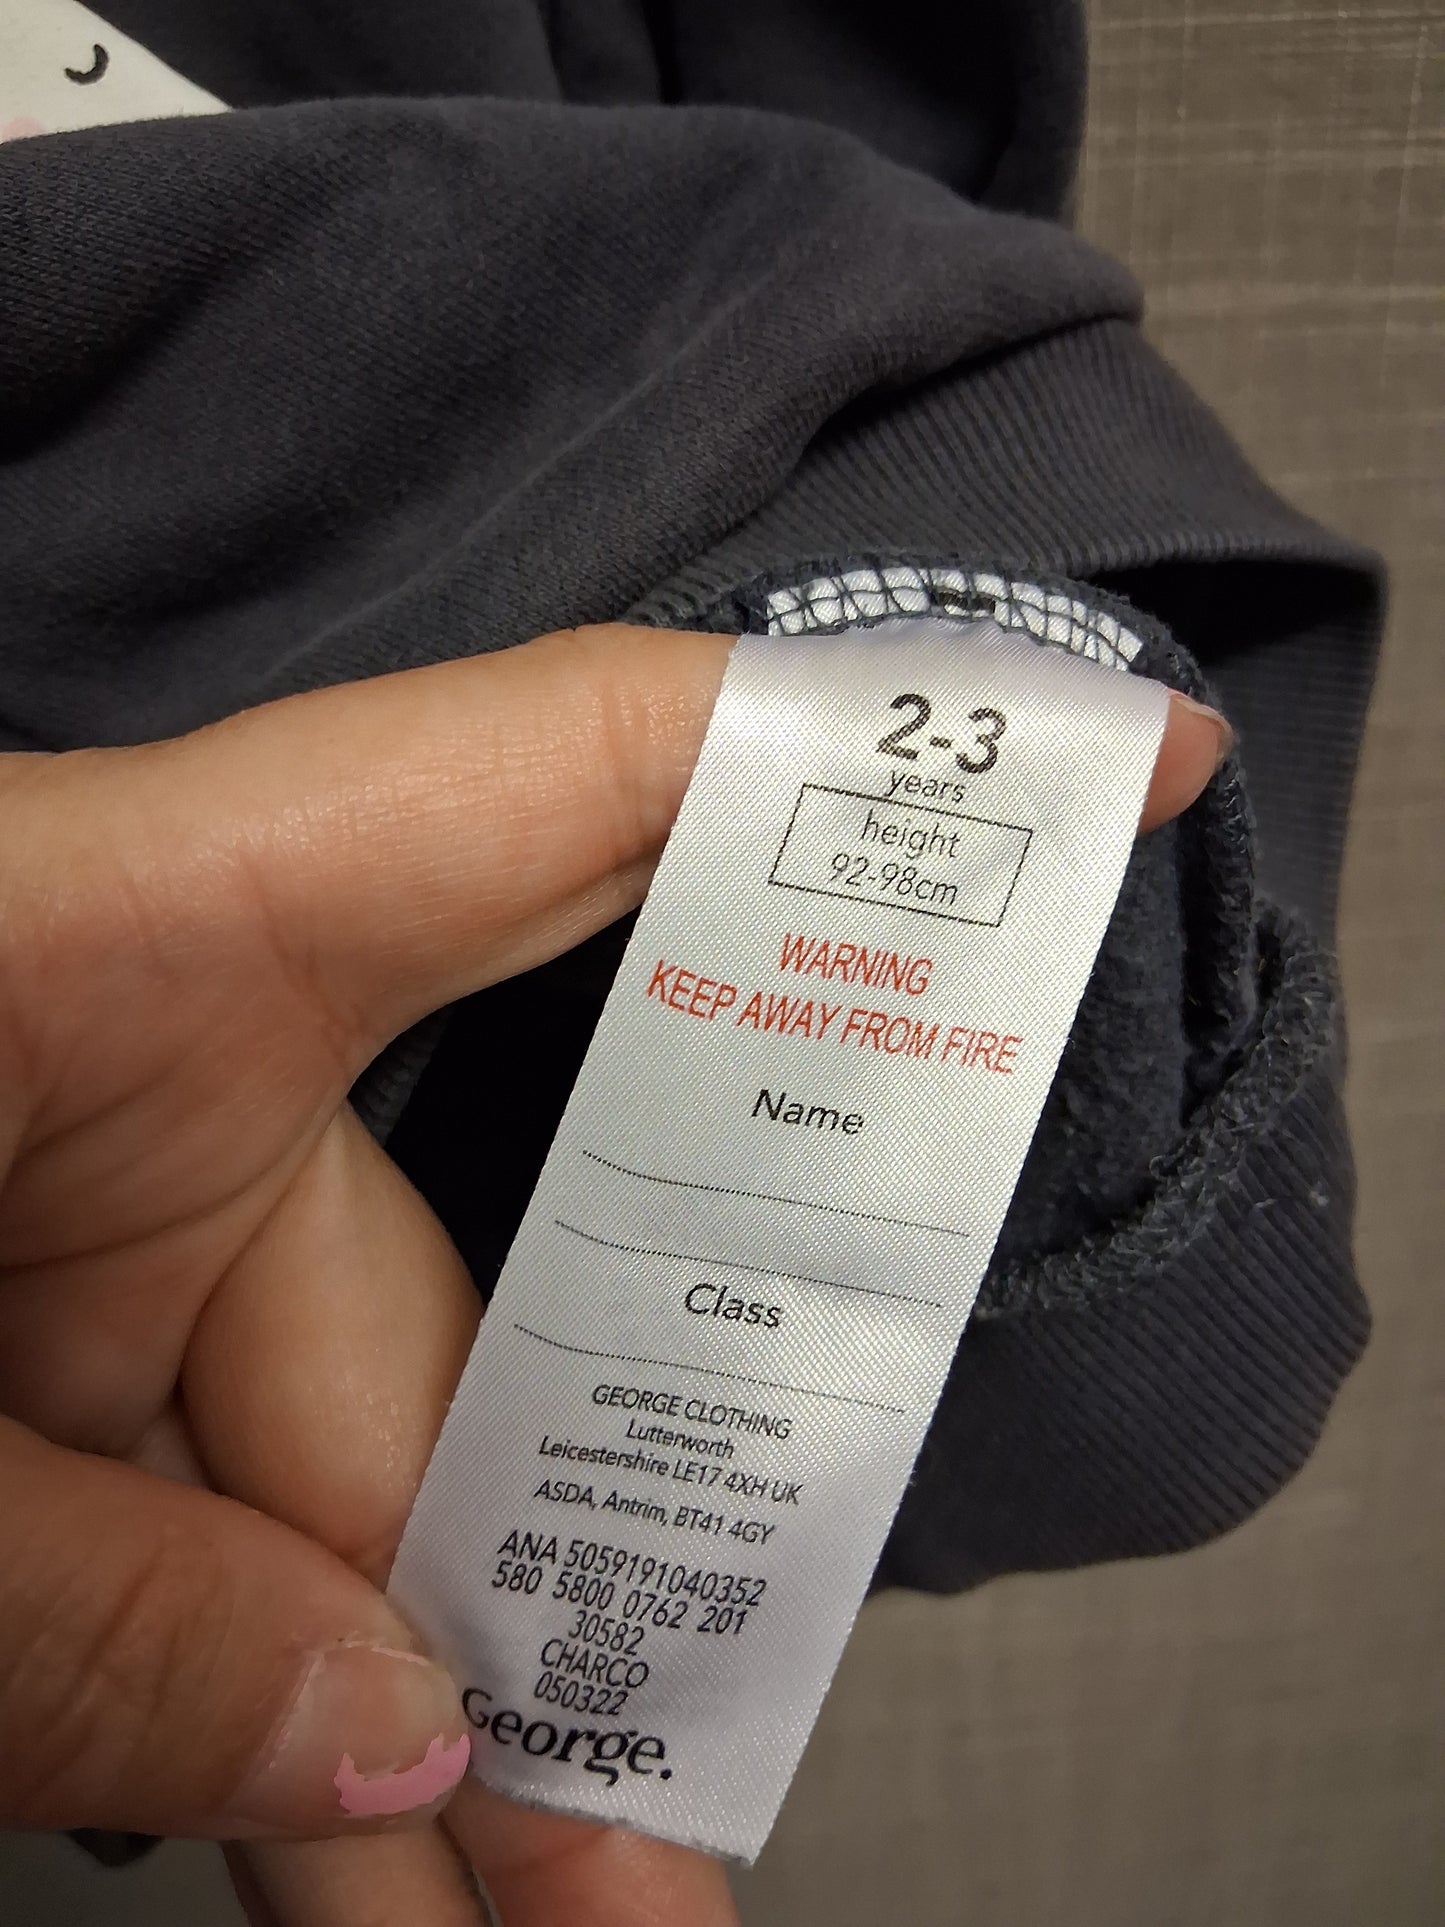 2-3
years
height
92-98cm
WARNING
KEEP AWAY FROM FIRE
Name
Class
GEORGE CLOTHING
Lutterworth
Leicestershire LE17 4XH UK
ASDA, Antrim, BT41 4GY
ANA 5059191040352
580 5800 0762 201
30582
CHARCO
050322
George.